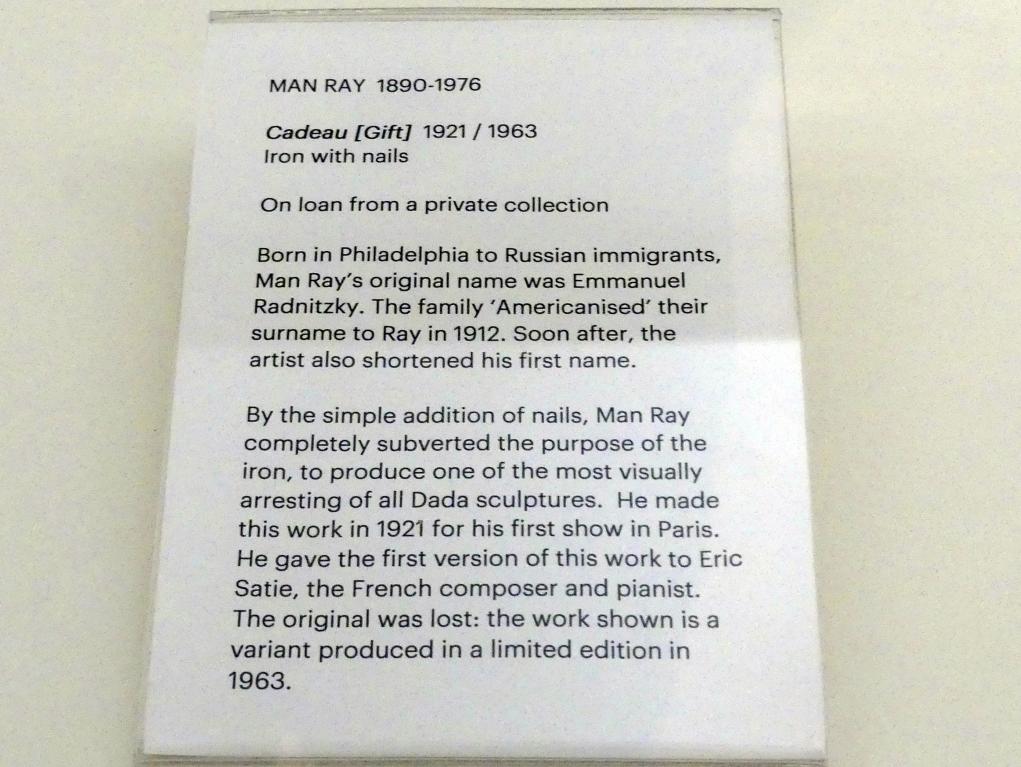 MAN RAY 1890-1976
Cadeau [Gift] 1921 / 1963
Iron with nails
On loan from a private collection
Born in Philadelphia to Russian immigrants,
Man Ray's original name was Emmanuel
Radnitzky. The family 'Americanised' their
surname to Ray in 1912. Soon after, the
artist also shortened his first name.
By the simple addition of nails, Man Ray
completely subverted the purpose of the
iron, to produce one of the most visually
arresting of all Dada sculptures. He made
this work in 1921 for his first show in Paris.
He gave the first version of this work to Eric
Satie, the French composer and pianist.
The original was lost: the work shown is a
variant produced in a limited edition in
1963.